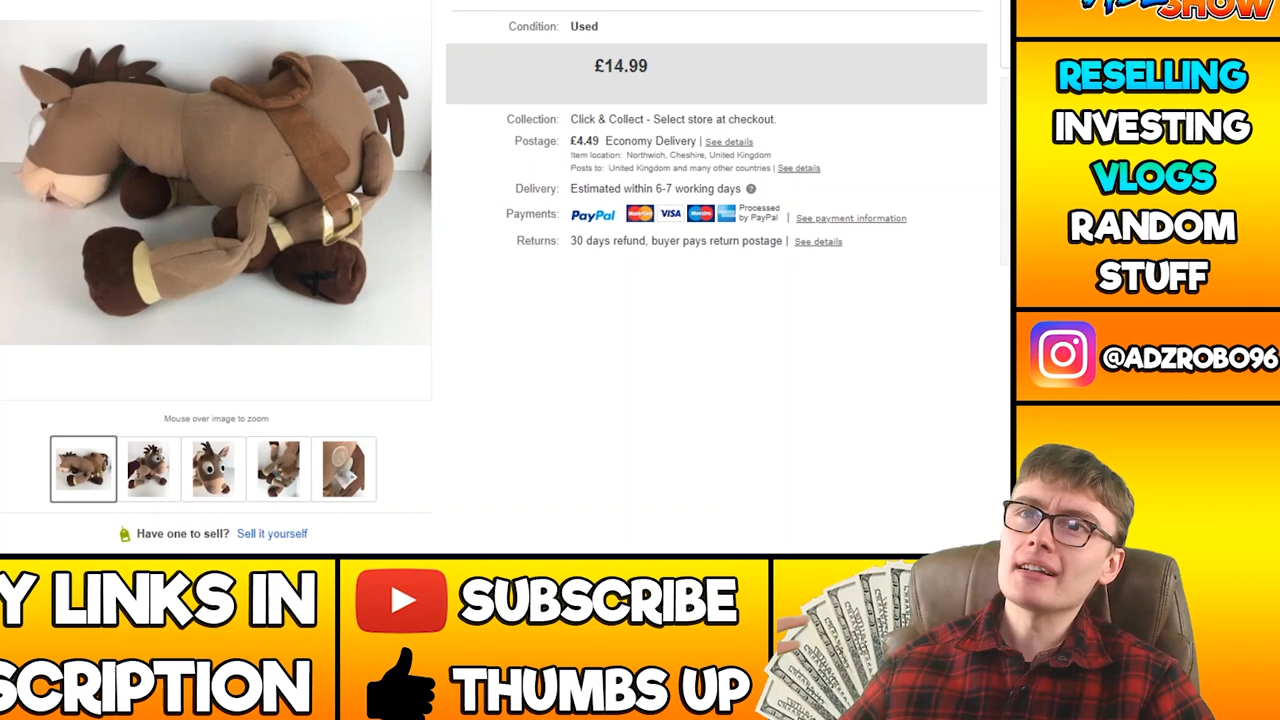 Condition: Used
£14.99
Collection: Click & Collect - Select store at checkout.
Postage: £4.49 Economy Delivery | See details
Item location: Northwich, Cheshire, United Kingdom
Posts to: United Kingdom and many other countries | See details
Delivery: Estimated within 6-7 working days ?
Payments: PayPal MasterCard VISA Maestro Processed by PayPal | See payment information
Returns: 30 days refund, buyer pays return postage | See details
Mouse over image to zoom
Have one to sell? Sell it yourself
SHOW
RESELLING
INVESTING
VLOGS
RANDOM
STUFF
@ADZROBO96
Y LINKS IN
SCRIPTION
SUBSCRIBE
THUMBS UP